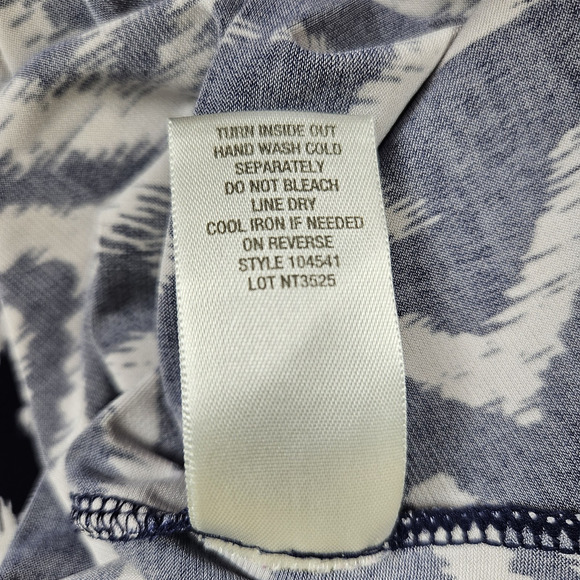 TURN INSIDE OUT
HAND WASH COLD
SEPARATELY
DO NOT BLEACH
LINE DRY
COOL IRON IF NEEDED
ON REVERSE
STYLE 104541
LOT NT3525